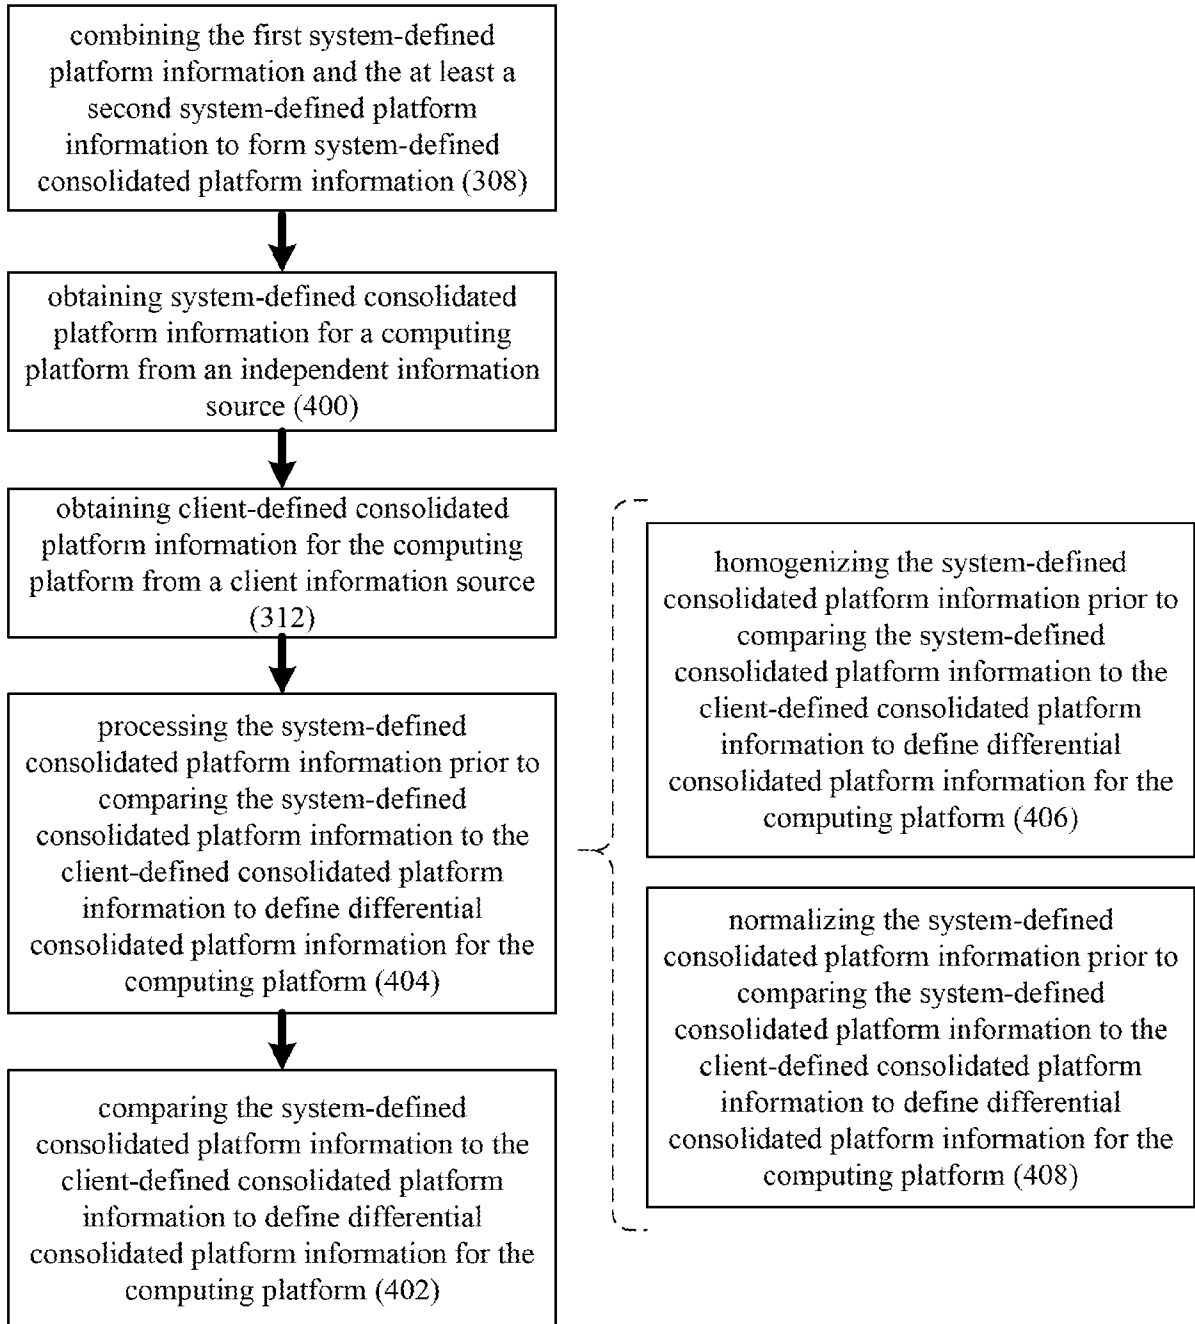 combining the first system-defined
platform information and the at least a
second system-defined platform
information to form system-defined
consolidated platform information (308)
obtaining system-defined consolidated
platform information for a computing
platform from an independent information
source (400)
obtaining client-defined consolidated
platform information for the computing
platform from a client information source
(312)
processing the system-defined
consolidated platform information prior to
comparing the system-defined
consolidated platform information to the
client-defined consolidated platform
information to define differential
consolidated platform information for the
computing platform (404)
comparing the system-defined
consolidated platform information to the
client-defined consolidated platform
information to define differential
consolidated platform information for the
computing platform (402)
homogenizing the system-defined
consolidated platform information prior to
comparing the system-defined
consolidated platform information to the
client-defined consolidated platform
information to define differential
consolidated platform information for the
computing platform (406)
normalizing the system-defined
consolidated platform information prior to
comparing the system-defined
consolidated platform information to the
client-defined consolidated platform
information to define differential
consolidated platform information for the
computing platform (408)